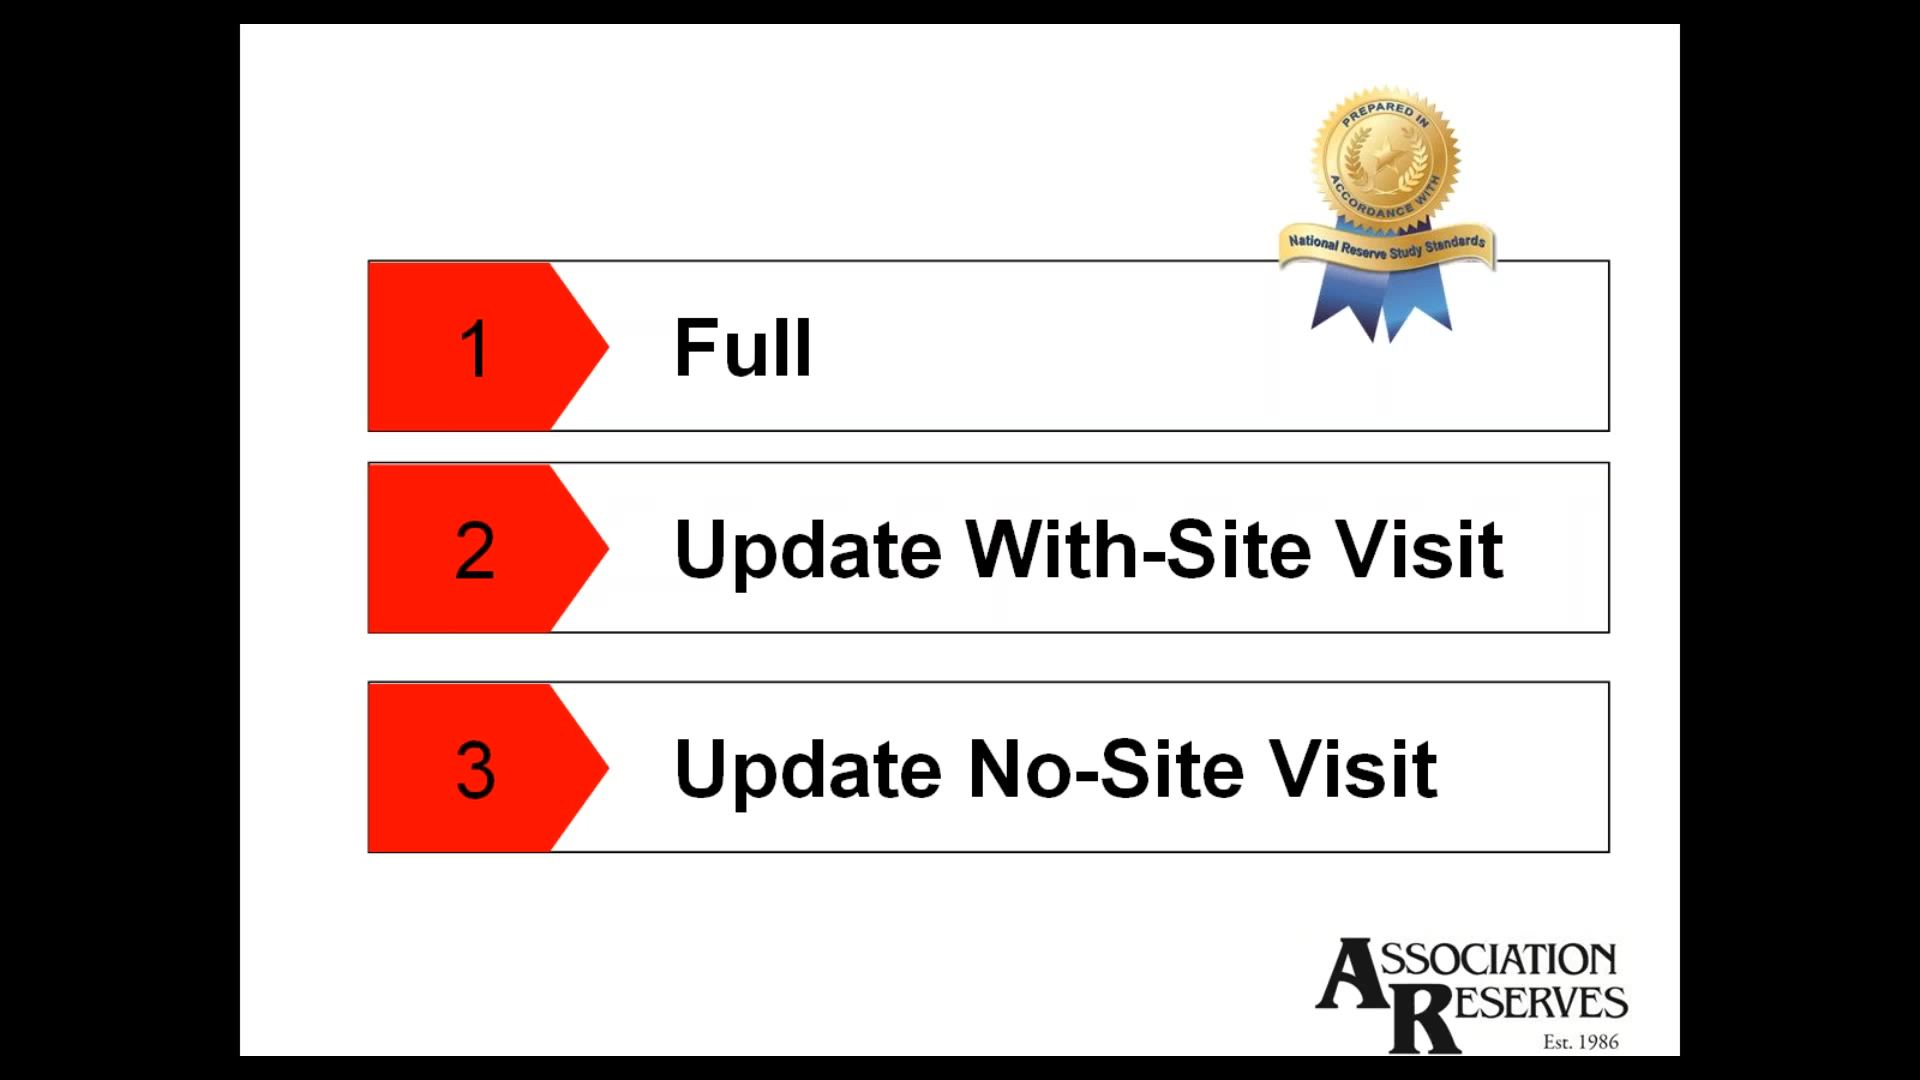 PREPARED IN
ACCORDANCE WITH
National Reserve Study Standards
1
Full
2
Update With-Site Visit
3
Update No-Site Visit
ASSOCIATION
RESERVES
Est. 1986